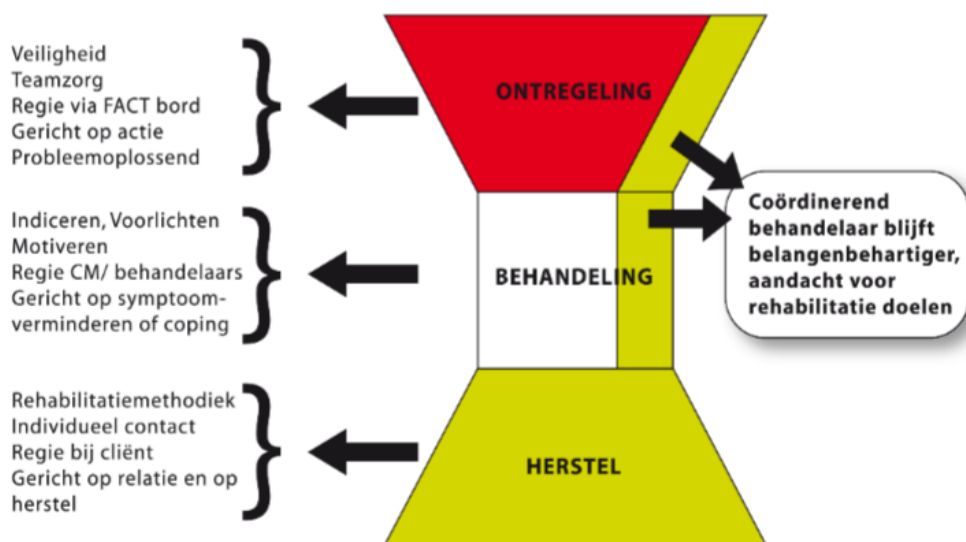 Veiligheid
Teamzorg
Regie via FACT bord
Gericht op actie
Probleemoplossend
ONTREGELING
Indiceren, Voorlichten
Motiveren
Regie CM/ behandelaars
Gericht op symptoom-
verminderen of coping
BEHANDELING
Coördinerend
behandelaar blijft
belangenbehartiger,
aandacht voor
rehabilitatie doelen
Rehabilitatiemethodiek
Individueel contact
Regie bij cliënt
Gericht op relatie en op
herstel
HERSTEL